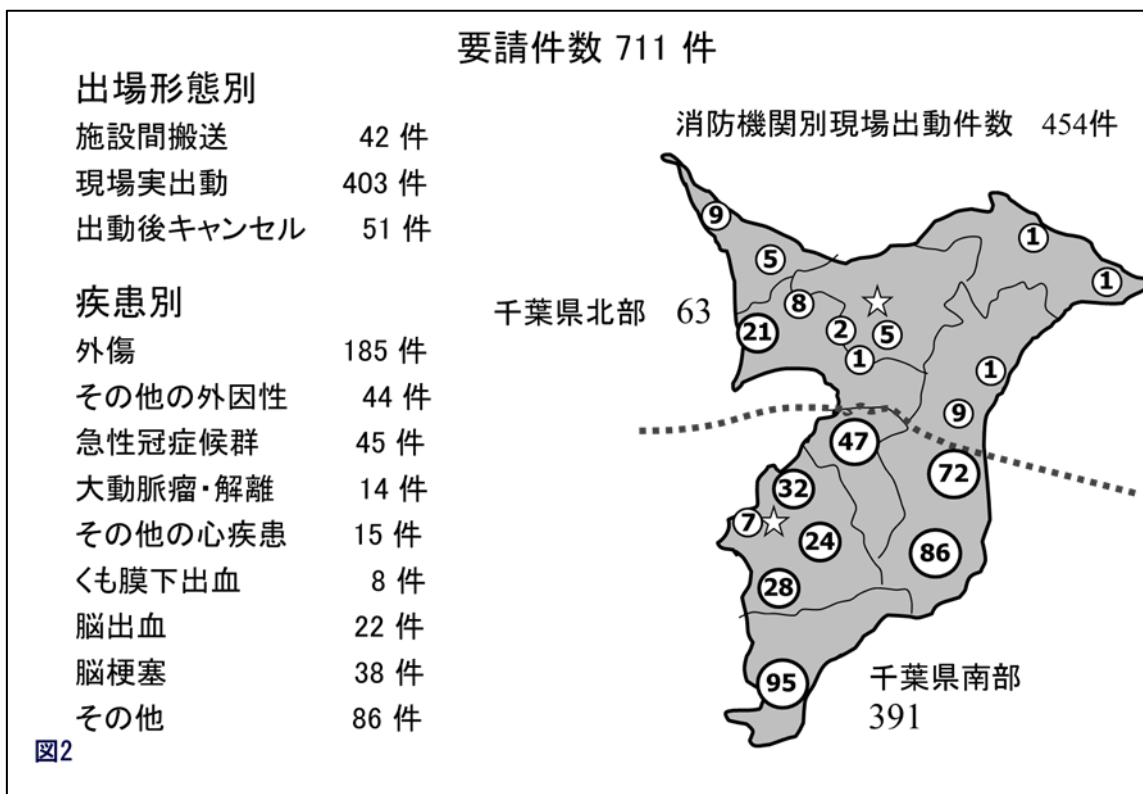 要請件数 711 件
出場形態別
施設間搬送 42 件
現場実出動 403 件
出動後キャンセル 51 件
疾患別
外傷 185 件
その他の外因性 44 件
急性冠症候群 45 件
大動脈瘤・解離 14 件
その他の心疾患 15 件
くも膜下出血 8 件
脳出血 22 件
脳梗塞 38 件
その他 86 件
図2
消防機関別現場出動件数 454件
9
1
5
1
千葉県北部 63
8
21
2
5
1
1
9
47
72
32
7
24
86
28
95
千葉県南部
391